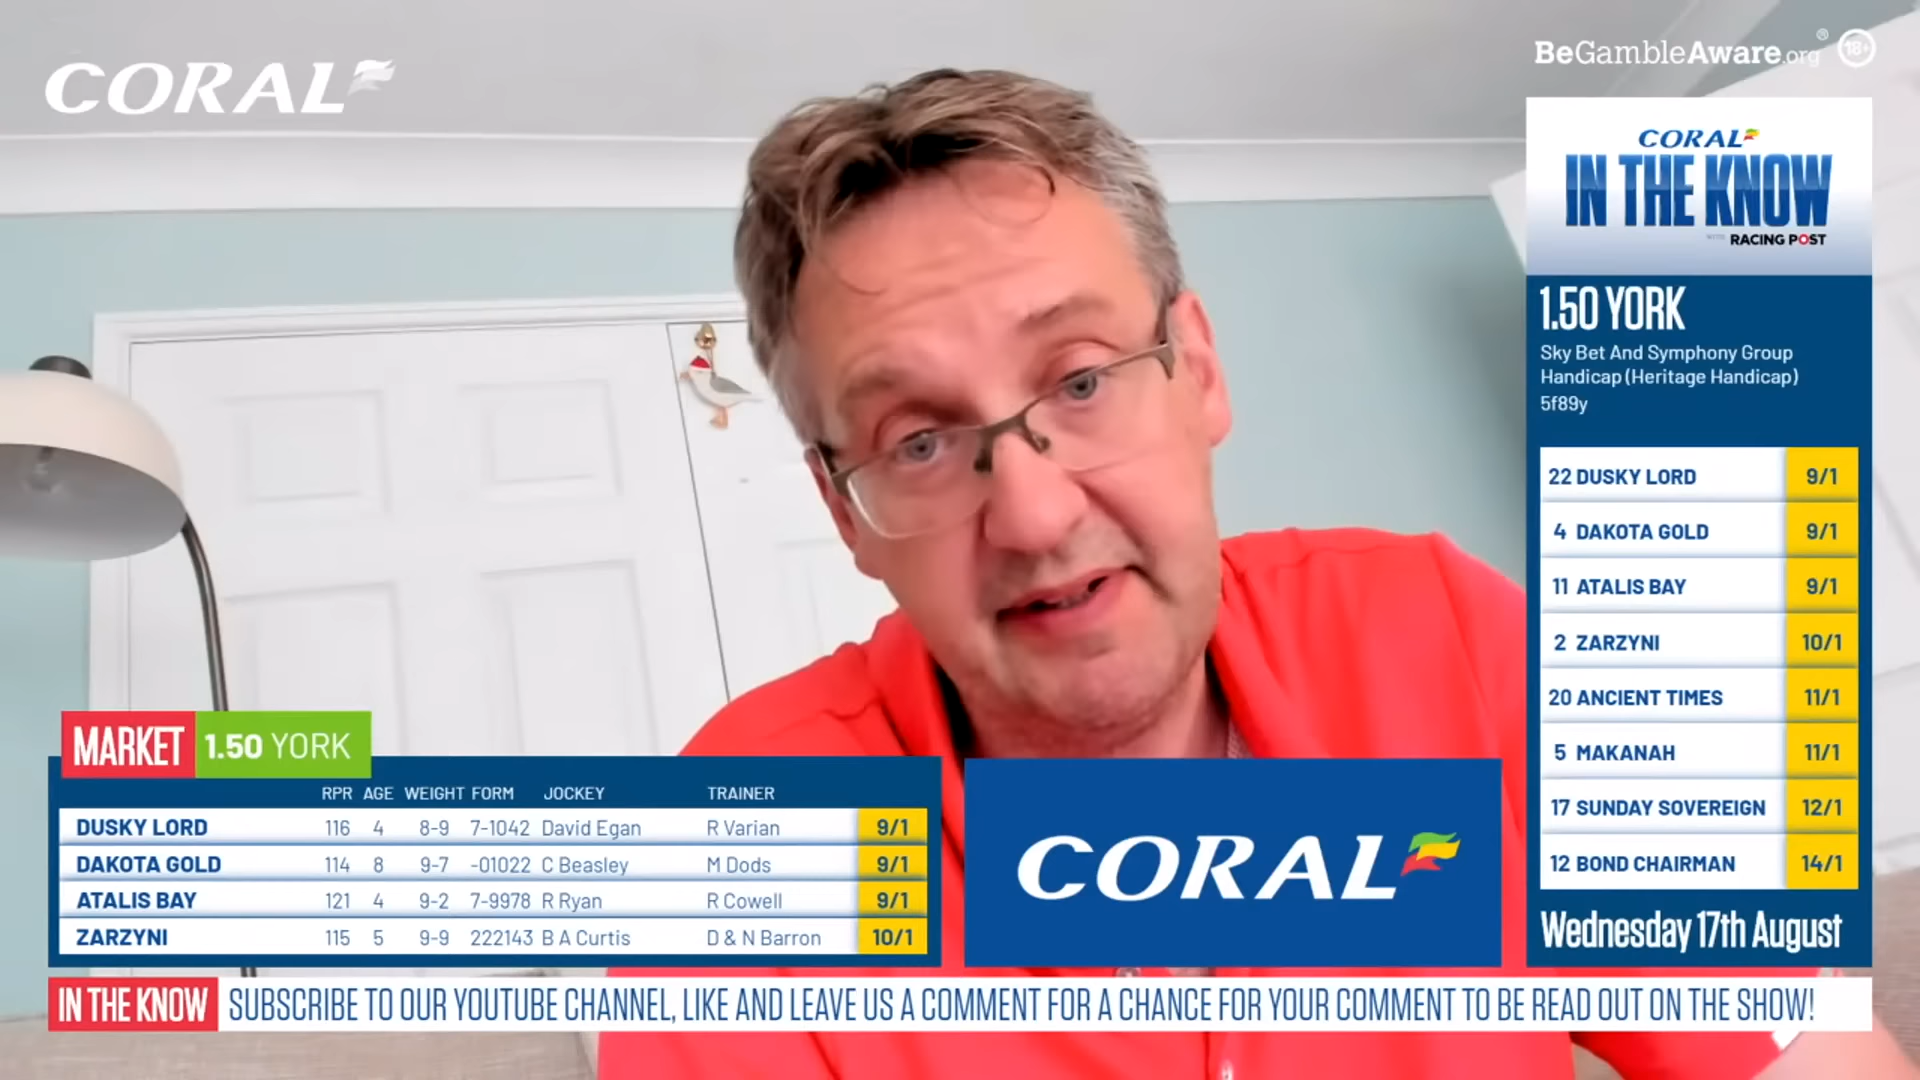 CORAL
BeGambleAware.org® 18+
CORAL
IN THE KNOW
WITH RACING POST
1.50 YORK
Sky Bet And Symphony Group
Handicap (Heritage Handicap)
5f89y
22 DUSKY LORD 9/1
4 DAKOTA GOLD 9/1
11 ATALIS BAY 9/1
2 ZARZYNI 10/1
20 ANCIENT TIMES 11/1
5 MAKANAH 11/1
17 SUNDAY SOVEREIGN 12/1
12 BOND CHAIRMAN 14/1
Wednesday 17th August
MARKET 1.50 YORK
RPR AGE WEIGHT FORM JOCKEY TRAINER
DUSKY LORD 116 4 8-9 7-1042 David Egan R Varian 9/1
DAKOTA GOLD 114 8 9-7 -01022 C Beasley M Dods 9/1
ATALIS BAY 121 4 9-2 7-9978 R Ryan R Cowell 9/1
ZARZYNI 115 5 9-9 222143 B A Curtis D & N Barron 10/1
CORAL
IN THE KNOW SUBSCRIBE TO OUR YOUTUBE CHANNEL, LIKE AND LEAVE US A COMMENT FOR A CHANCE FOR YOUR COMMENT TO BE READ OUT ON THE SHOW!